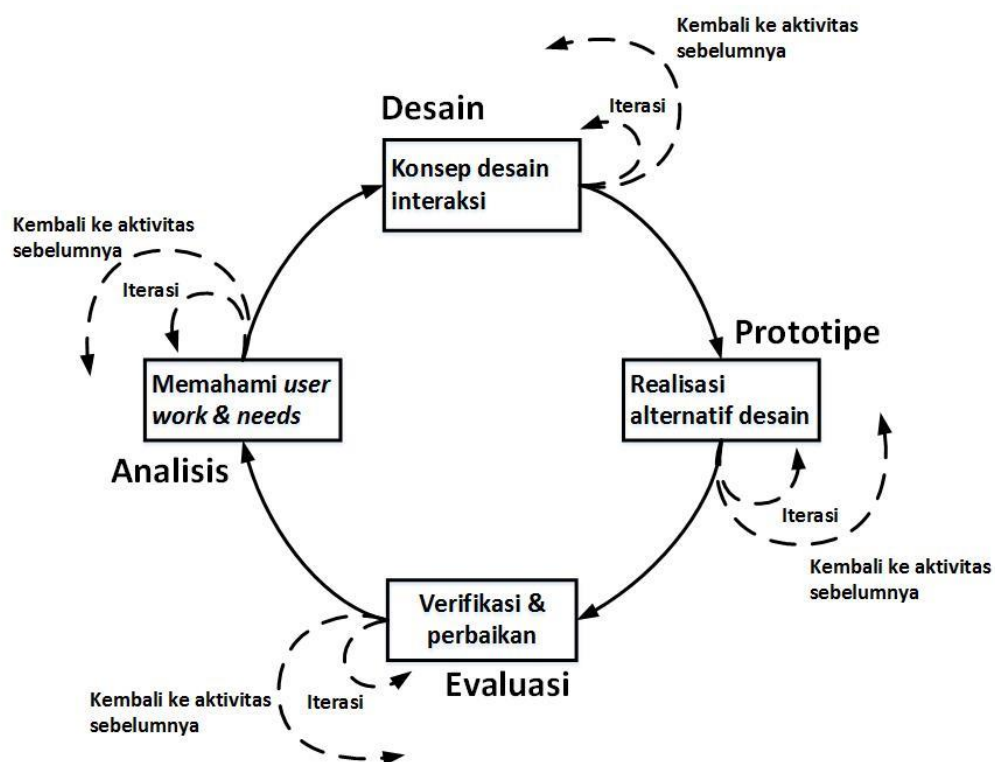 Kembali ke aktivitas
sebelumnya
Iterasi
Desain
Konsep desain
interaksi
Kembali ke aktivitas
sebelumnya
Iterasi
Memahami user
work & needs
Analisis
Prototipe
Realisasi
alternatif desain
Iterasi
Kembali ke aktivitas
sebelumnya
Verifikasi &
perbaikan
Evaluasi
Iterasi
Kembali ke aktivitas
sebelumnya